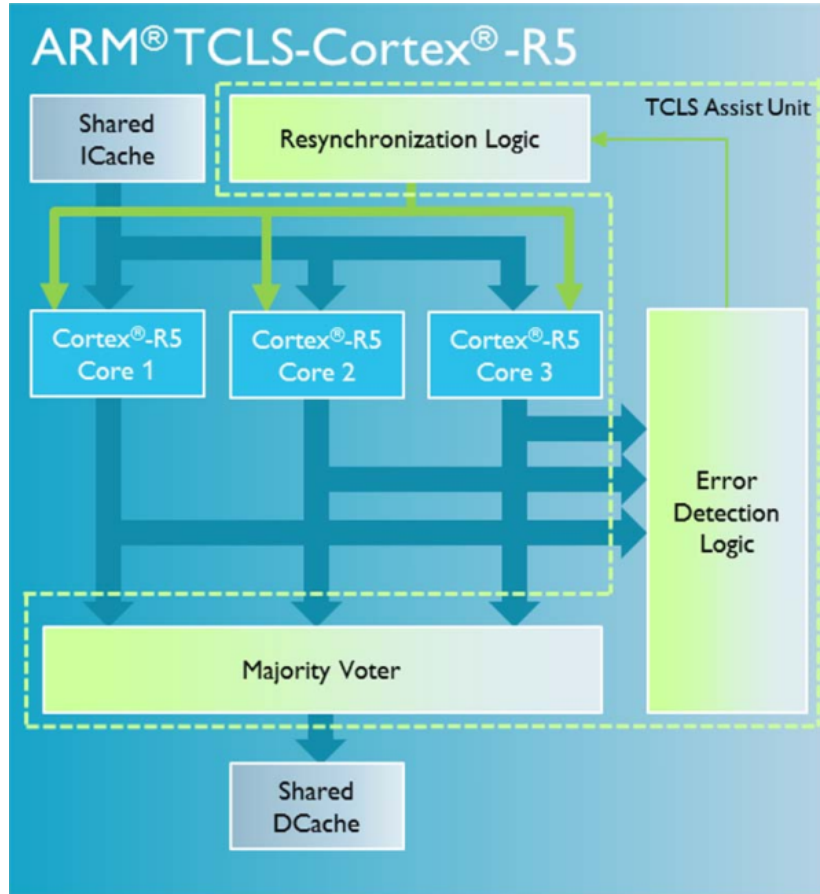 ARM® TCLS-Cortex®-R5
Shared
ICache
Resynchronization Logic
TCLS Assist Unit
Cortex®-R5
Core 1
Cortex®-R5
Core 2
Cortex®-R5
Core 3
Error
Detection
Logic
Majority Voter
Shared
DCache